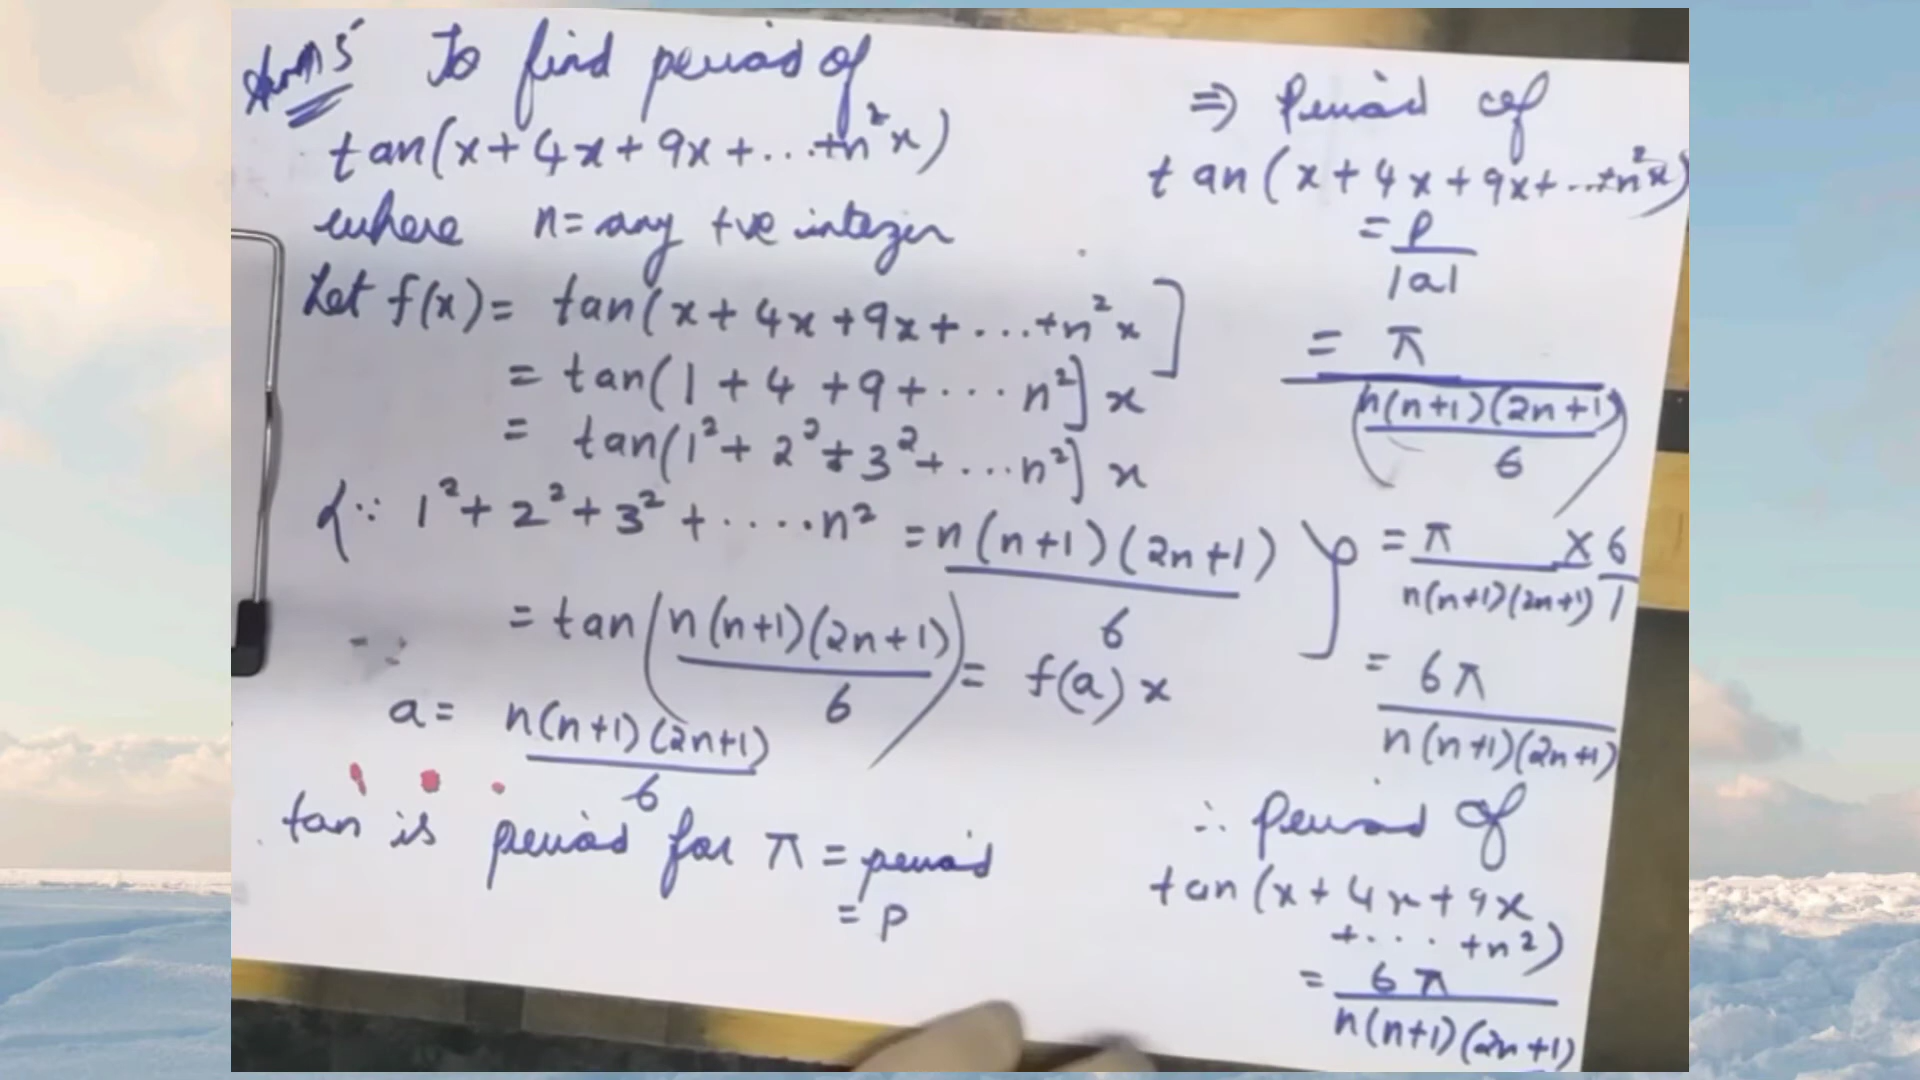 Ans 5 To find period of
tan(x+4x+9x+...+n²x)
where n= any +ve integer
Let f(x)= tan(x+4x+9x+...+n²x]
= tan(1+4+9+...n²]x
= tan(1²+2²+3²+...n²]x
{∵ 1²+2²+3²+....n² = n(n+1)(2n+1)/6 }
= tan(n(n+1)(2n+1)/6) = f(a)x
a= n(n+1)(2n+1)/6
tan is period for π = period
= p
⇒ Period of
tan(x+4x+9x+...+n²x)
= p/|a|
= π/(n(n+1)(2n+1)/6)
= π/n(n+1)(2n+1) × 6/1
= 6π/n(n+1)(2n+1)
∴ Period of
tan(x+4x+9x
+....+n²)
= 6π/n(n+1)(2n+1)